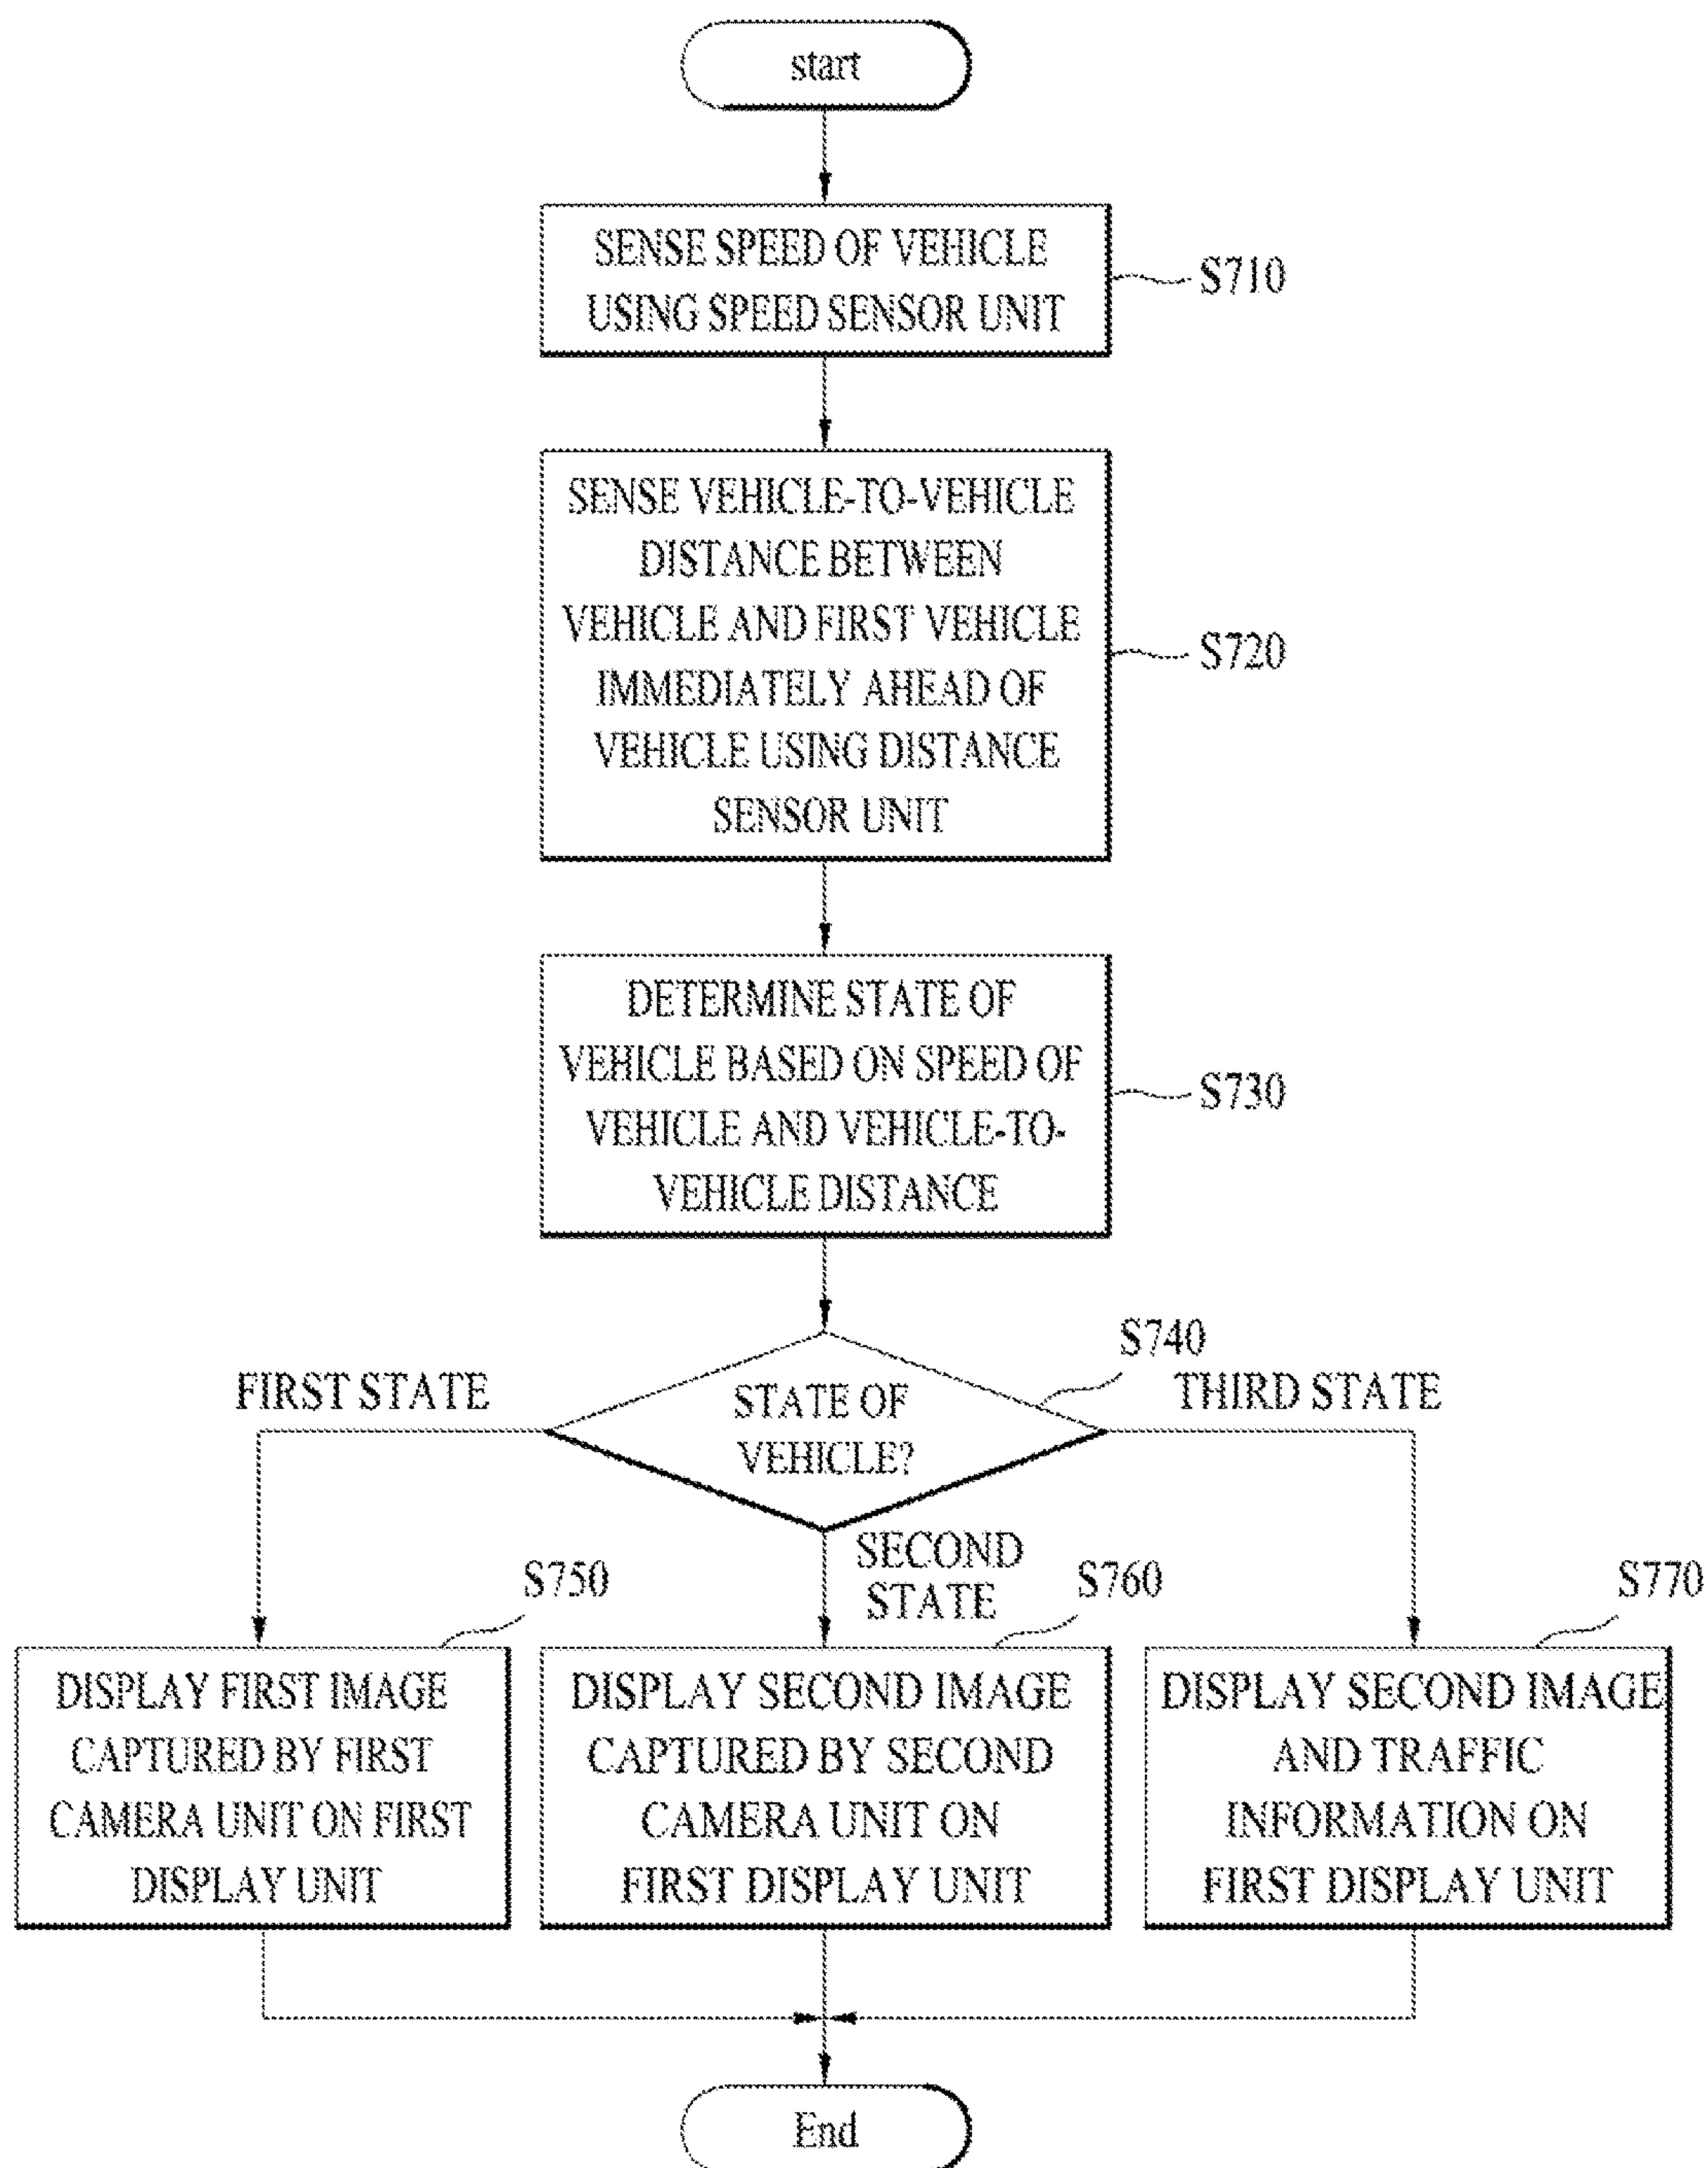 start
SENSE SPEED OF VEHICLE
USING SPEED SENSOR UNIT
S710
SENSE VEHICLE-TO-VEHICLE
DISTANCE BETWEEN
VEHICLE AND FIRST VEHICLE
IMMEDIATELY AHEAD OF
VEHICLE USING DISTANCE
SENSOR UNIT
S720
DETERMINE STATE OF
VEHICLE BASED ON SPEED OF
VEHICLE AND VEHICLE-TO-
VEHICLE DISTANCE
S730
S740
FIRST STATE
STATE OF
VEHICLE?
THIRD STATE
SECOND
STATE
S750
DISPLAY FIRST IMAGE
CAPTURED BY FIRST
CAMERA UNIT ON FIRST
DISPLAY UNIT
S760
DISPLAY SECOND IMAGE
CAPTURED BY SECOND
CAMERA UNIT ON
FIRST DISPLAY UNIT
S770
DISPLAY SECOND IMAGE
AND TRAFFIC
INFORMATION ON
FIRST DISPLAY UNIT
End